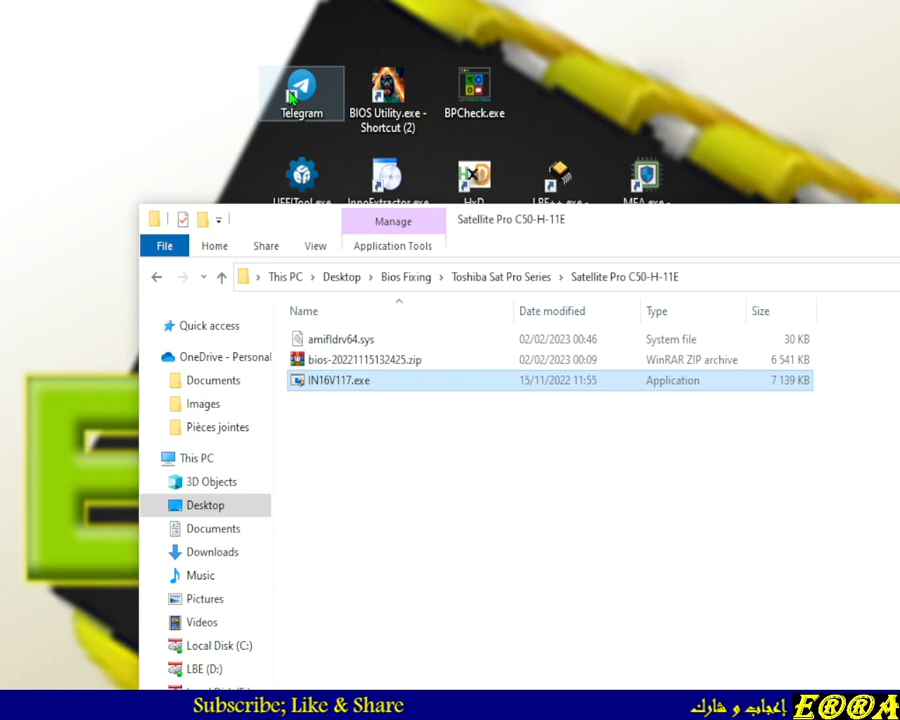 Telegram
BIOS Utility.exe -
Shortcut (2)
BPCheck.exe
UEFITool.exe
InnoExtractor.exe
HxD
LBE++.exe -
MEA.exe -
Manage
Satellite Pro C50-H-11E
File
Home
Share
View
Application Tools
This PC > Desktop > Bios Fixing > Toshiba Sat Pro Series > Satellite Pro C50-H-11E
Name
Date modified
Type
Size
amifldrv64.sys 02/02/2023 00:46 System file 30 KB
bios-20221115132425.zip 02/02/2023 00:09 WinRAR ZIP archive 6 541 KB
IN16V117.exe 15/11/2022 11:55 Application 7 139 KB
Quick access
OneDrive - Personal
Documents
Images
Pièces jointes
This PC
3D Objects
Desktop
Documents
Downloads
Music
Pictures
Videos
Local Disk (C:)
LBE (D:)
Subscribe; Like & Share
إعجاب و شارك